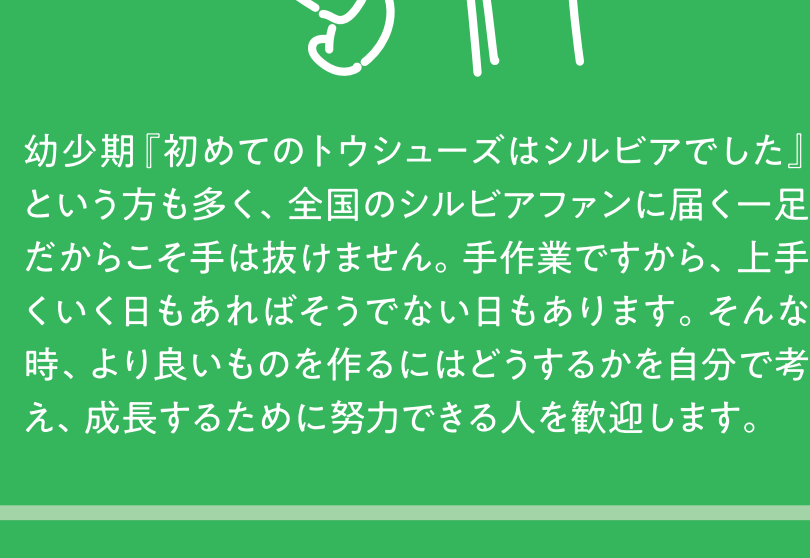 幼少期『初めてのトウシューズはシルビアでした』
という方も多く、全国のシルビアファンに届く一足
だからこそ手は抜けません。手作業ですから、上手
くいく日もあればそうでない日もあります。そんな
時、より良いものを作るにはどうするかを自分で考
え、成長するために努力できる人を歓迎します。